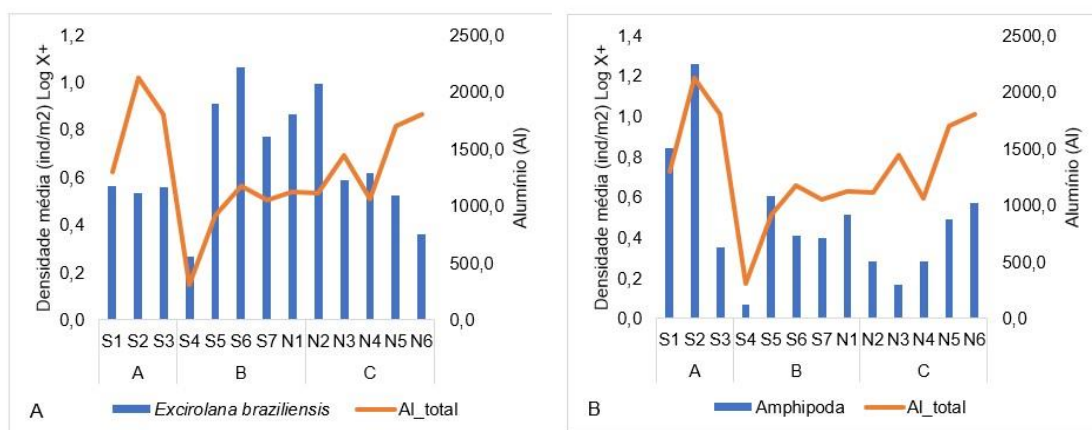 Densidade média (ind/m2) Log X+
1,2
1,0
0,8
0,6
0,4
0,2
0,0
2500,0
2000,0
1500,0
1000,0
500,0
0,0
Alumínio (Al)
S1 S2 S3 S4 S5 S6 S7 N1 N2 N3 N4 N5 N6
A B C
A
Excirolana braziliensis Al_total
Densidade média (ind/m2) Log X+
1,4
1,2
1,0
0,8
0,6
0,4
0,2
0,0
2500,0
2000,0
1500,0
1000,0
500,0
0,0
Alumínio (Al)
S1 S2 S3 S4 S5 S6 S7 N1 N2 N3 N4 N5 N6
A B C
B
Amphipoda Al_total